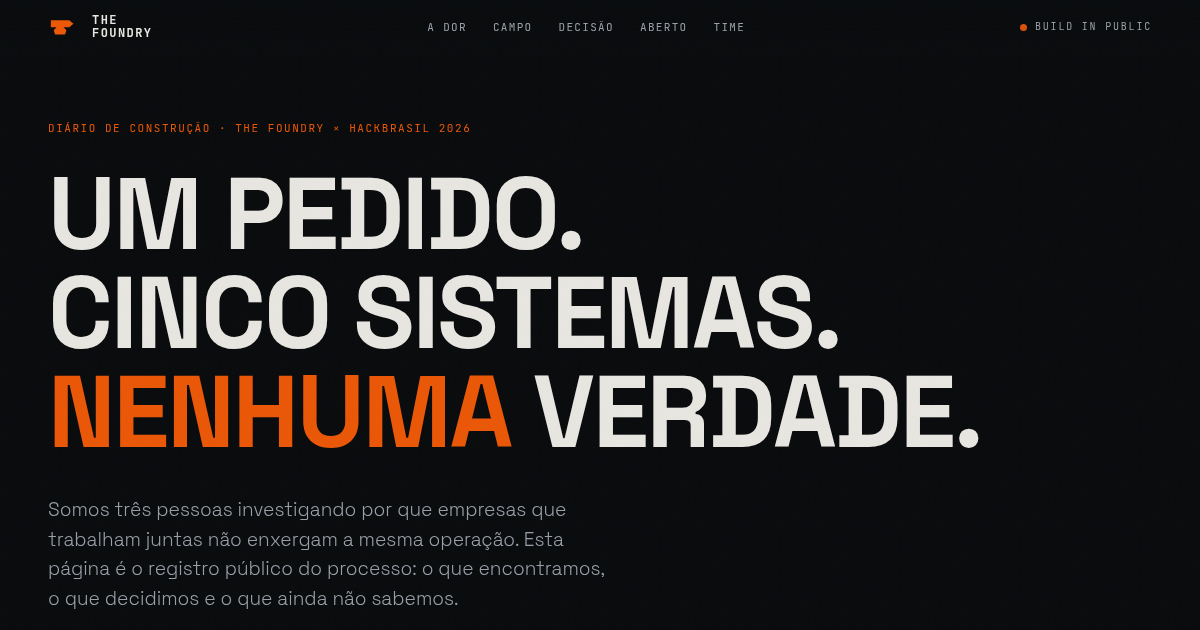 THE
FOUNDRY
A DOR
CAMPO
DECISÃO
ABERTO
TIME
BUILD IN PUBLIC
DIÁRIO DE CONSTRUÇÃO · THE FOUNDRY × HACKBRASIL 2026
UM PEDIDO.
CINCO SISTEMAS.
NENHUMA VERDADE.
Somos três pessoas investigando por que empresas que
trabalham juntas não enxergam a mesma operação. Esta
página é o registro público do processo: o que encontramos,
o que decidimos e o que ainda não sabemos.